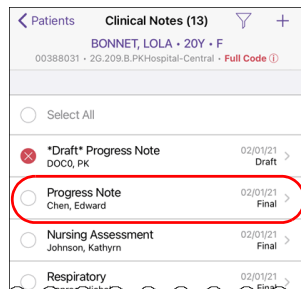 Patients Clinical Notes (13)
BONNET, LOLA • 20Y • F
00388031 • 2G.209.B.PKHospital-Central • Full Code
Select All
*Draft* Progress Note 02/01/21
DOC0, PK Draft
Progress Note 02/01/21
Chen, Edward Final
Nursing Assessment 02/01/21
Johnson, Kathyrn Final
Respiratory 02/01/21
Final